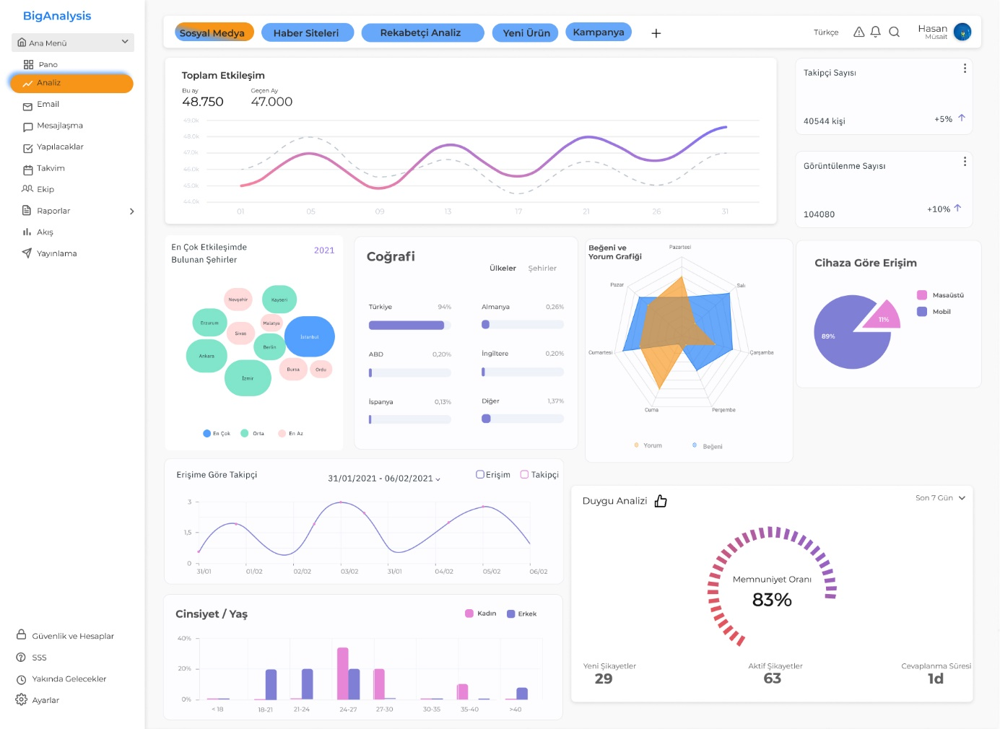 BigAnalysis
Ana Menü
Pano
Analiz
Email
Mesajlaşma
Yapılacaklar
Takvim
Ekip
Raporlar
Akış
Yayınlama
Güvenlik ve Hesaplar
SSS
Yakında Gelecekler
Ayarlar
Sosyal Medya
Haber Siteleri
Rekabetçi Analiz
Yeni Ürün
Kampanya
+
Türkçe
Hasan
Müsait
Toplam Etkileşim
Bu ay
Geçen Ay
48.750
47.000
49.0k
48.0k
47.0k
46.0k
45.0k
44.0k
01 05 09 13 17 21 26 31
Takipçi Sayısı
40544 kişi
+5%
Görüntülenme Sayısı
104080
+10%
En Çok Etkileşimde
Bulunan Şehirler
2021
Nevşehir
Kayseri
Erzurum
Malatya
Sivas
İstanbul
Berlin
Ankara
Bursa
Ordu
İzmir
En Çok
Orta
En Az
Coğrafi
Ülkeler
Şehirler
Türkiye 94%
Almanya 0,26%
ABD 0,20%
İngiltere 0,20%
İspanya 0,13%
Diğer 1,37%
Beğeni ve
Yorum Grafiği
Pazartesi
Salı
Çarşamba
Perşembe
Cuma
Cumartesi
Pazar
Yorum
Beğeni
Cihaza Göre Erişim
Masaüstü
Mobil
11%
89%
Erişime Göre Takipçi
31/01/2021 - 06/02/2021
Erişim
Takipçi
3
1,5
0
31/01 01/02 02/02 03/02 31/01 04/02 05/02 06/02
Duygu Analizi
Son 7 Gün
Memnuniyet Oranı
83%
Yeni Şikayetler
29
Aktif Şikayetler
63
Cevaplanma Süresi
1d
Cinsiyet / Yaş
Kadın
Erkek
40%
20%
0%
< 18 18-21 21-24 24-27 27-30 30-35 35-40 >40